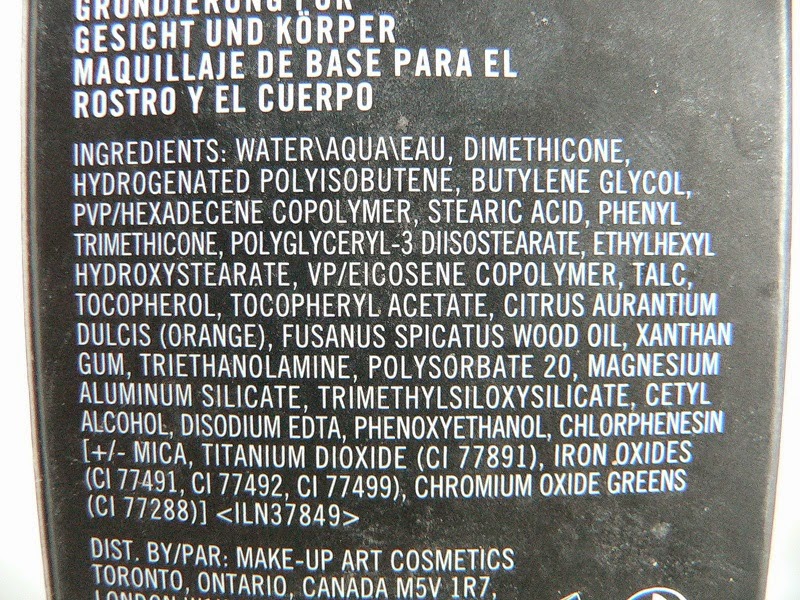 GRUNDIERUNG FÜR
GESICHT UND KÖRPER
MAQUILLAJE DE BASE PARA EL
ROSTRO Y EL CUERPO
INGREDIENTS: WATER\AQUA\EAU, DIMETHICONE,
HYDROGENATED POLYISOBUTENE, BUTYLENE GLYCOL,
PVP/HEXADECENE COPOLYMER, STEARIC ACID, PHENYL
TRIMETHICONE, POLYGLYCERYL-3 DIISOSTEARATE, ETHYLHEXYL
HYDROXYSTEARATE, VP/EICOSENE COPOLYMER, TALC,
TOCOPHEROL, TOCOPHERYL ACETATE, CITRUS AURANTIUM
DULCIS (ORANGE), FUSANUS SPICATUS WOOD OIL, XANTHAN
GUM, TRIETHANOLAMINE, POLYSORBATE 20, MAGNESIUM
ALUMINUM SILICATE, TRIMETHYLSILOXYSILICATE, CETYL
ALCOHOL, DISODIUM EDTA, PHENOXYETHANOL, CHLORPHENESIN
[+/- MICA, TITANIUM DIOXIDE (CI 77891), IRON OXIDES
(CI 77491, CI 77492, CI 77499), CHROMIUM OXIDE GREENS
(CI 77288)] <ILN37849>
DIST. BY/PAR: MAKE-UP ART COSMETICS
TORONTO, ONTARIO, CANADA M5V 1R7,
LONDON